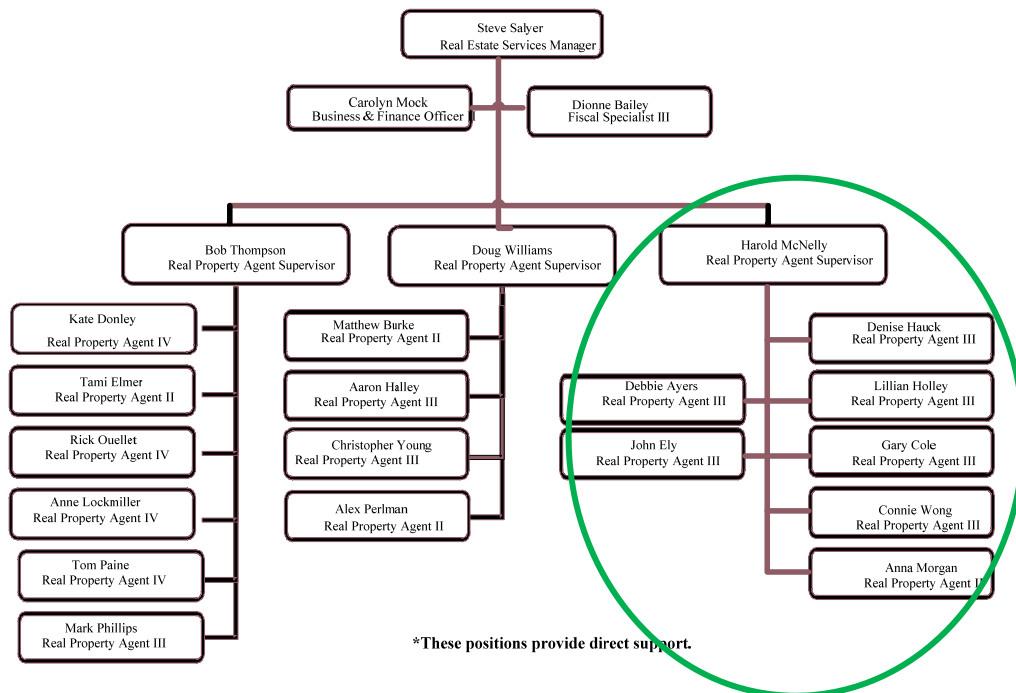 Steve Salyer
Real Estate Services Manager
Carolyn Mock
Business & Finance Officer
Dionne Bailey
Fiscal Specialist III
Bob Thompson
Real Property Agent Supervisor
Doug Williams
Real Property Agent Supervisor
Harold McNelly
Real Property Agent Supervisor
Kate Donley
Real Property Agent IV
Tami Elmer
Real Property Agent II
Rick Ouellet
Real Property Agent IV
Anne Lockmiller
Real Property Agent IV
Tom Paine
Real Property Agent IV
Mark Phillips
Real Property Agent III
Matthew Burke
Real Property Agent II
Aaron Halley
Real Property Agent III
Christopher Young
Real Property Agent III
Alex Perlman
Real Property Agent II
Debbie Ayers
Real Property Agent III
John Ely
Real Property Agent III
Denise Hauck
Real Property Agent III
Lillian Holley
Real Property Agent III
Gary Cole
Real Property Agent III
Connie Wong
Real Property Agent III
Anna Morgan
Real Property Agent
*These positions provide direct support.